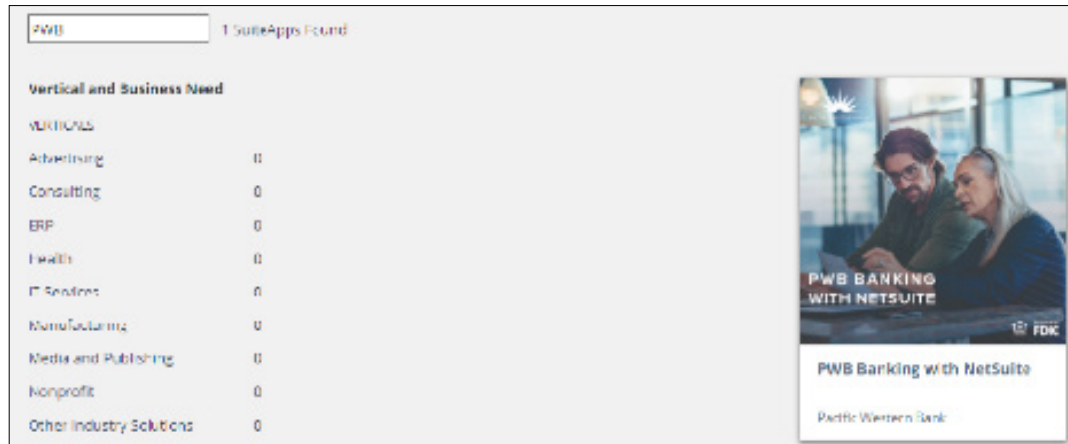 PWB
1 SuiteApps Found
Vertical and Business Need
VERTICALS
Advertising 0
Consulting 0
ERP 0
Health 0
IT Services 0
Manufacturing 0
Media and Publishing 0
Nonprofit 0
Other Industry Solutions 0
PWB BANKING
WITH NETSUITE
FDIC
PWB Banking with NetSuite
Pacific Western Bank